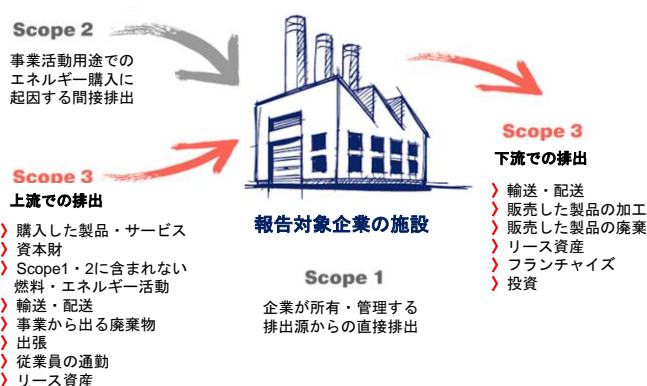 Scope 2
事業活動用途での
エネルギー購入に
起因する間接排出
Scope 3
上流での排出
》購入した製品・サービス
》資本財
》Scope1・2に含まれない
燃料・エネルギー活動
》輸送・配送
》事業から出る廃棄物
》出張
》従業員の通勤
》リース資産
報告対象企業の施設
Scope 1
企業が所有・管理する
排出源からの直接排出
Scope 3
下流での排出
》輸送・配送
》販売した製品の加工
》販売した製品の廃棄
》リース資産
》フランチャイズ
》投資